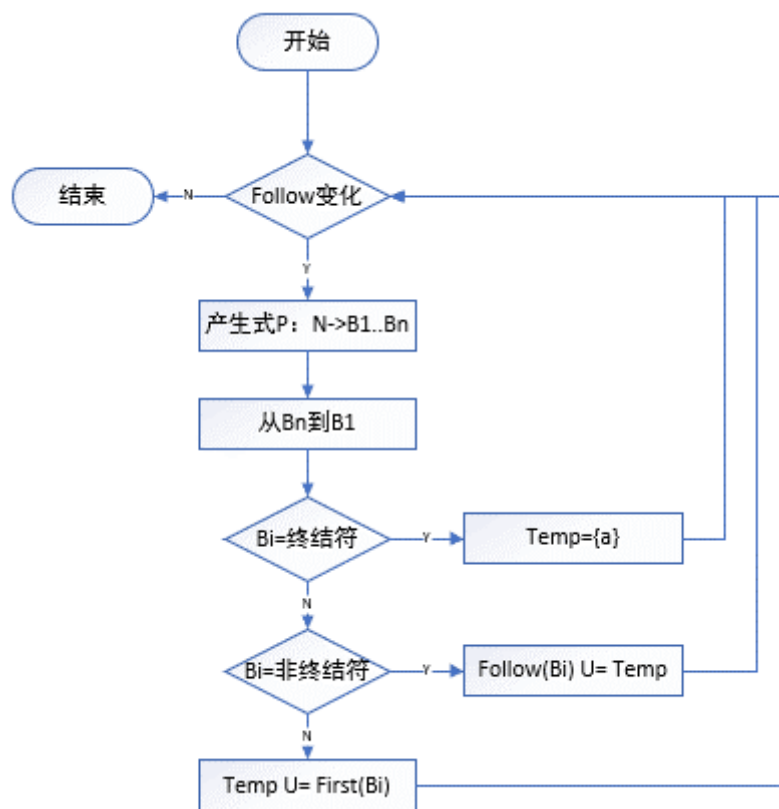 开始
结束
N
Follow变化
Y
产生式P：N->B1..Bn
从Bn到B1
Bi=终结符
Y
Temp={a}
N
Bi=非终结符
Y
Follow(Bi) U= Temp
N
Temp U= First(Bi)